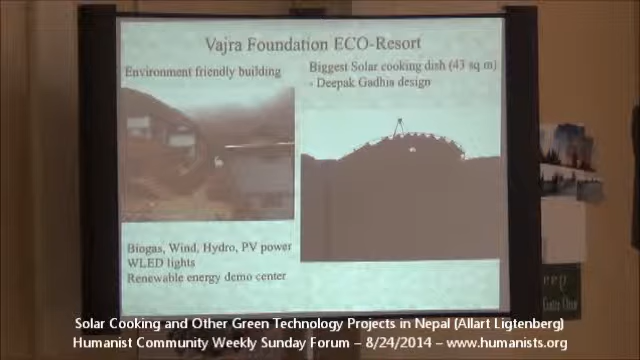 Vajra Foundation ECO-Resort
Environment friendly building
Biggest Solar cooking dish (43 sq m)
- Deepak Gadhia design
Biogas, Wind, Hydro, PV power
WLED lights
Renewable energy demo center
Solar Cooking and Other Green Technology Projects in Nepal (Allart Ligtenberg)
Humanist Community Weekly Sunday Forum – 8/24/2014 – www.humanists.org